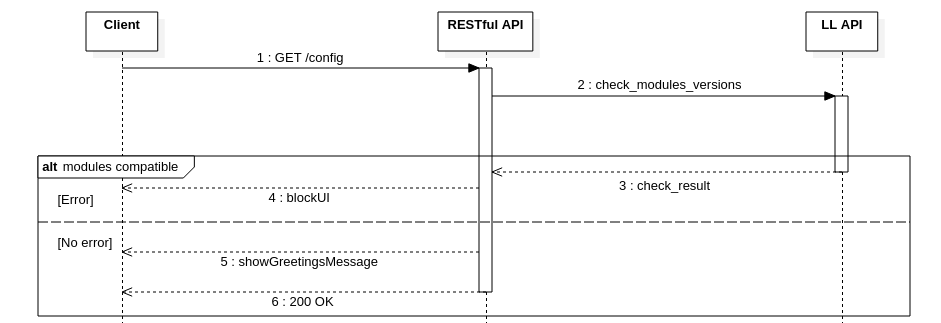 Client
RESTful API
LL API
1 : GET /config
2 : check_modules_versions
alt modules compatible
3 : check_result
[Error]
4 : blockUI
[No error]
5 : showGreetingsMessage
6 : 200 OK